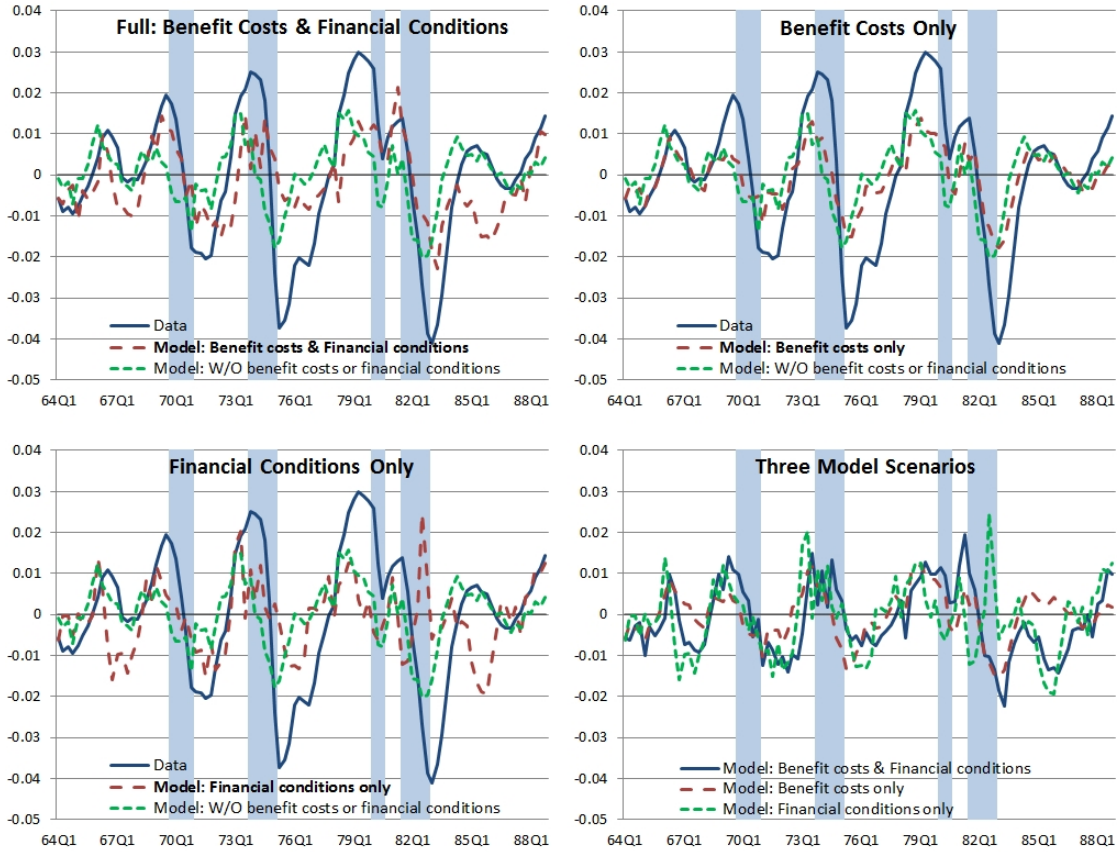 Full: Benefit Costs & Financial Conditions
0.04
0.03
0.02
0.01
0
-0.01
-0.02
-0.03
-0.04
-0.05
Data
Model: Benefit costs & Financial conditions
Model: W/O benefit costs or financial conditions
64Q1 67Q1 70Q1 73Q1 76Q1 79Q1 82Q1 85Q1 88Q1
Benefit Costs Only
0.04
0.03
0.02
0.01
0
-0.01
-0.02
-0.03
-0.04
-0.05
Data
Model: Benefit costs only
Model: W/O benefit costs or financial conditions
64Q1 67Q1 70Q1 73Q1 76Q1 79Q1 82Q1 85Q1 88Q1
Financial Conditions Only
0.04
0.03
0.02
0.01
0
-0.01
-0.02
-0.03
-0.04
-0.05
Data
Model: Financial conditions only
Model: W/O benefit costs or financial conditions
64Q1 67Q1 70Q1 73Q1 76Q1 79Q1 82Q1 85Q1 88Q1
Three Model Scenarios
0.04
0.03
0.02
0.01
0
-0.01
-0.02
-0.03
-0.04
-0.05
Model: Benefit costs & Financial conditions
Model: Benefit costs only
Model: Financial conditions only
64Q1 67Q1 70Q1 73Q1 76Q1 79Q1 82Q1 85Q1 88Q1